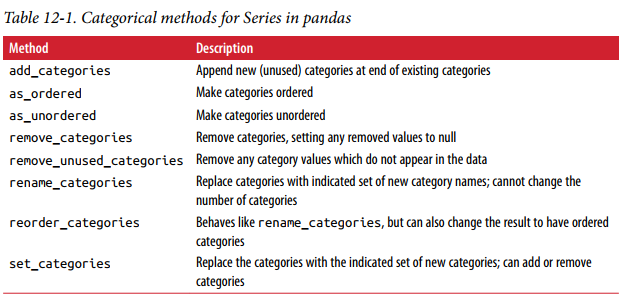 Table 12-1. Categorical methods for Series in pandas
Method Description
add_categories Append new (unused) categories at end of existing categories
as_ordered Make categories ordered
as_unordered Make categories unordered
remove_categories Remove categories, setting any removed values to null
remove_unused_categories Remove any category values which do not appear in the data
rename_categories Replace categories with indicated set of new category names; cannot change the
number of categories
reorder_categories Behaves like rename_categories, but can also change the result to have ordered
categories
set_categories Replace the categories with the indicated set of new categories; can add or remove
categories